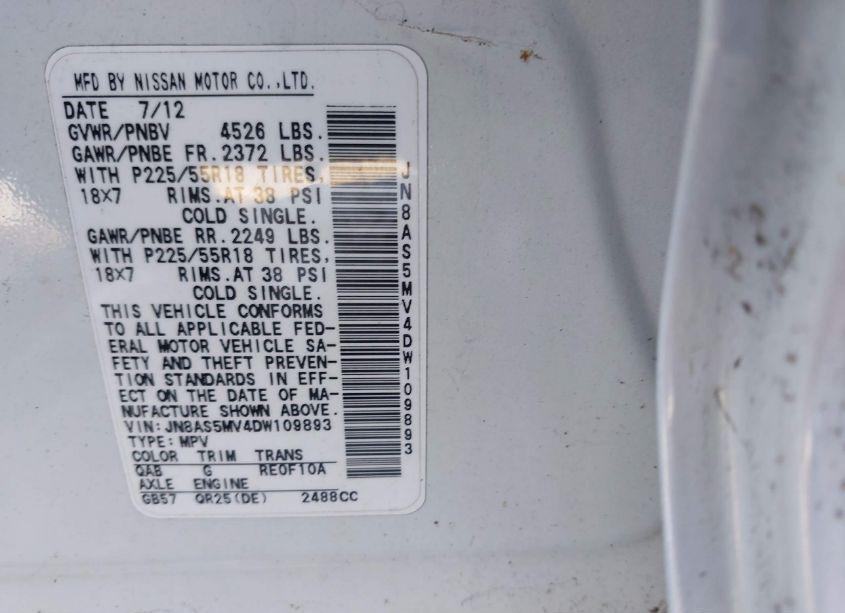 MFD BY NISSAN MOTOR CO.,LTD.
DATE 7/12
GVWR/PNBV 4526 LBS.
GAWR/PNBE FR. 2372 LBS.
WITH P225/55R18 TIRES,
18X7 RIMS.AT 38 PSI
COLD SINGLE.
GAWR/PNBE RR. 2249 LBS.
WITH P225/55R18 TIRES,
18X7 RIMS.AT 38 PSI
COLD SINGLE.
THIS VEHICLE CONFORMS
TO ALL APPLICABLE FED-
ERAL MOTOR VEHICLE SA-
FETY AND THEFT PREVEN-
TION STANDARDS IN EFF-
ECT ON THE DATE OF MA-
NUFACTURE SHOWN ABOVE.
VIN: JN8AS5MV4DW109893
TYPE: MPV
COLOR TRIM TRANS
QAB G RE0F10A
AXLE ENGINE
GB57 QR25(DE) 2488CC
JN8AS5MV4DW109893